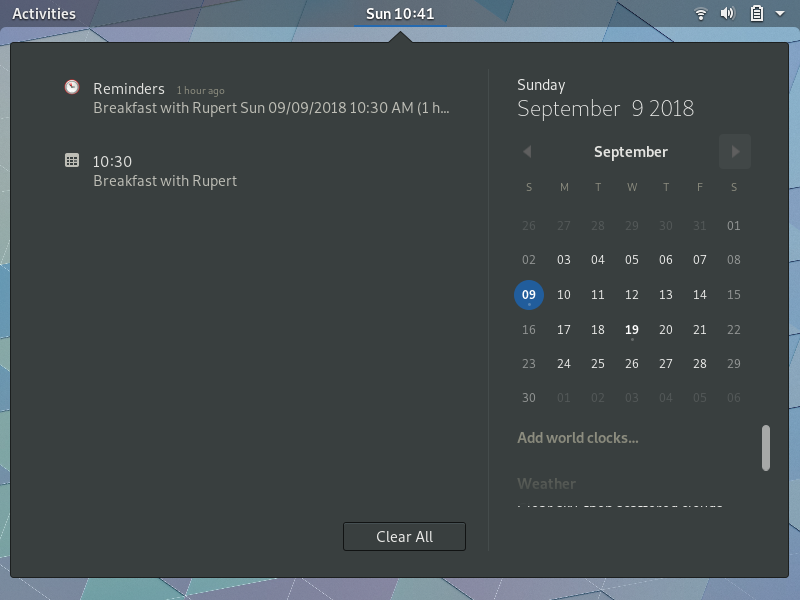 Activities
Sun 10:41
Reminders 1 hour ago
Breakfast with Rupert Sun 09/09/2018 10:30 AM (1 h...
10:30
Breakfast with Rupert
Clear All
Sunday
September 9 2018
September
S M T W T F S
26 27 28 29 30 31 01
02 03 04 05 06 07 08
09 10 11 12 13 14 15
16 17 18 19 20 21 22
23 24 25 26 27 28 29
30 01 02 03 04 05 06
Add world clocks...
Weather